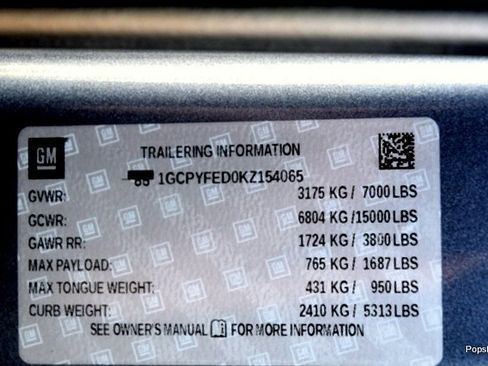 GM
TRAILERING INFORMATION
1GCPYFED0KZ154065
GVWR: 3175 KG / 7000 LBS
GCWR: 6804 KG /15000 LBS
GAWR RR: 1724 KG / 3800 LBS
MAX PAYLOAD: 765 KG / 1687 LBS
MAX TONGUE WEIGHT: 431 KG / 950 LBS
CURB WEIGHT: 2410 KG / 5313 LBS
SEE OWNER'S MANUAL FOR MORE INFORMATION